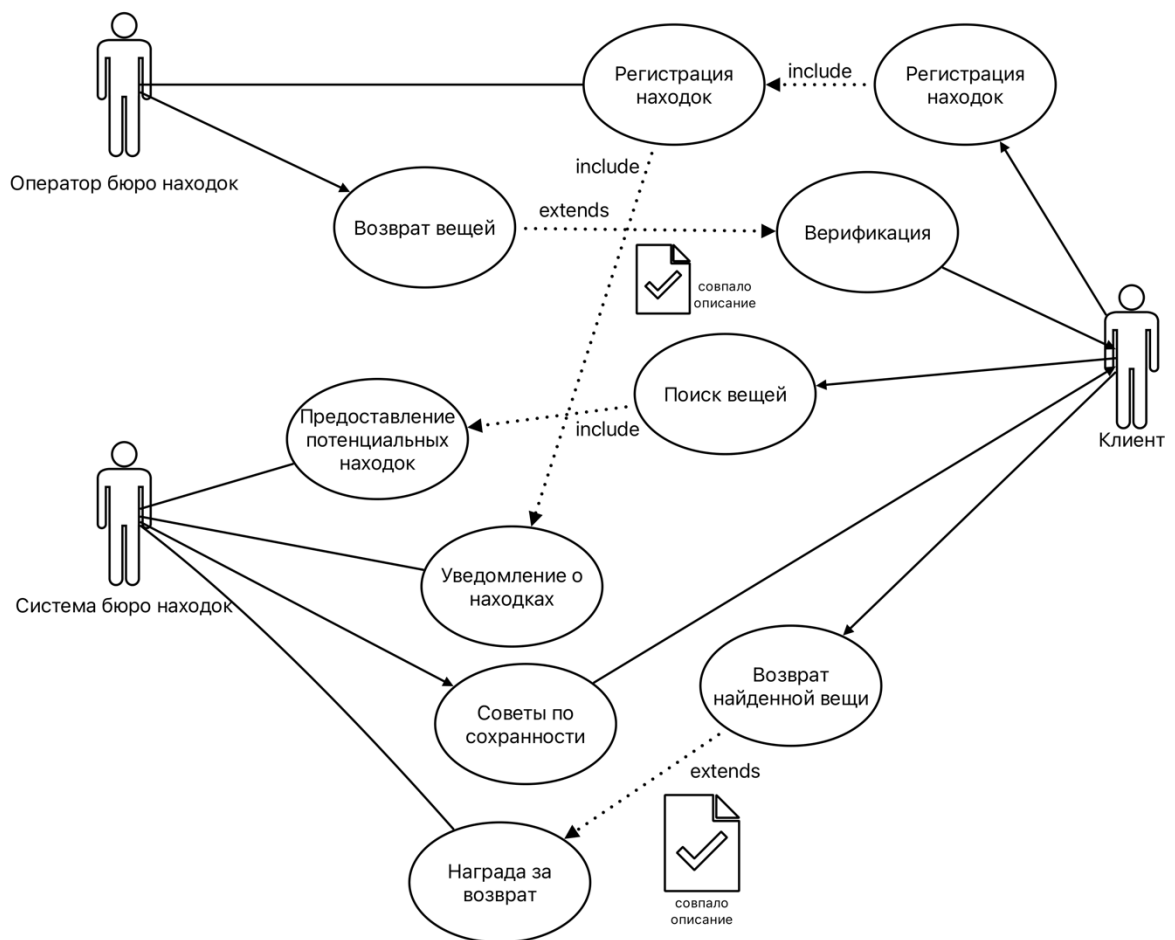 Регистрация
находок
include
Регистрация
находок
Оператор бюро находок
include
Возврат вещей
extends
Верификация
совпало
описание
Поиск вещей
Предоставление
потенциальных
находок
include
Клиент
Уведомление о
находках
Система бюро находок
Возврат
найденной вещи
Советы по
сохранности
extends
Награда за
возврат
совпало
описание